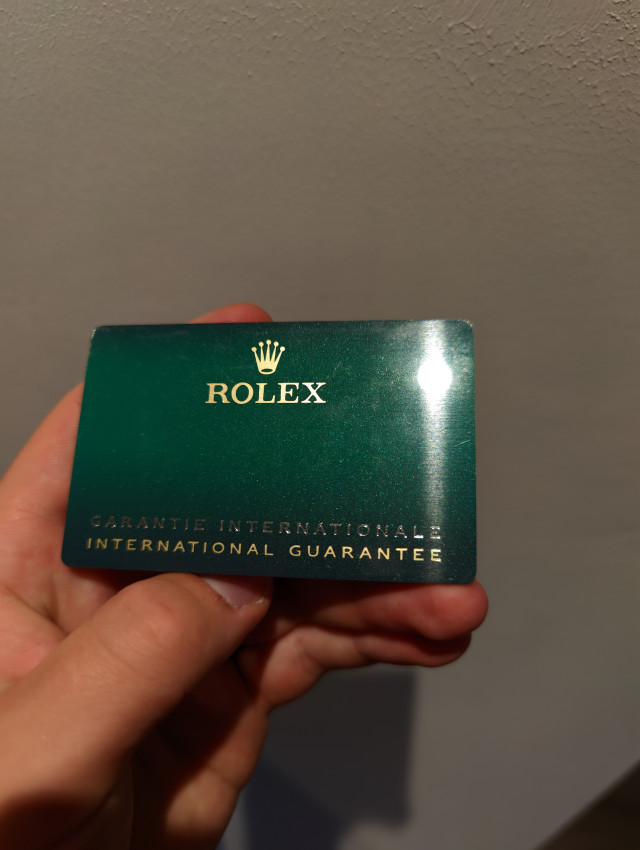 ROLEX
GARANTIE INTERNATIONALE
INTERNATIONAL GUARANTEE